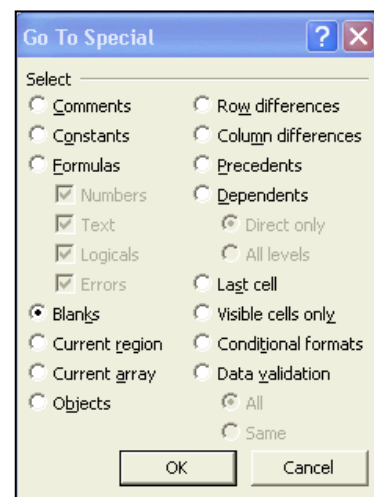 Go To Special
?
Select
Comments
Constants
Formulas
Numbers
Text
Logicals
Errors
Blanks
Current region
Current array
Objects
Row differences
Column differences
Precedents
Dependents
Direct only
All levels
Last cell
Visible cells only
Conditional formats
Data validation
All
Same
OK
Cancel